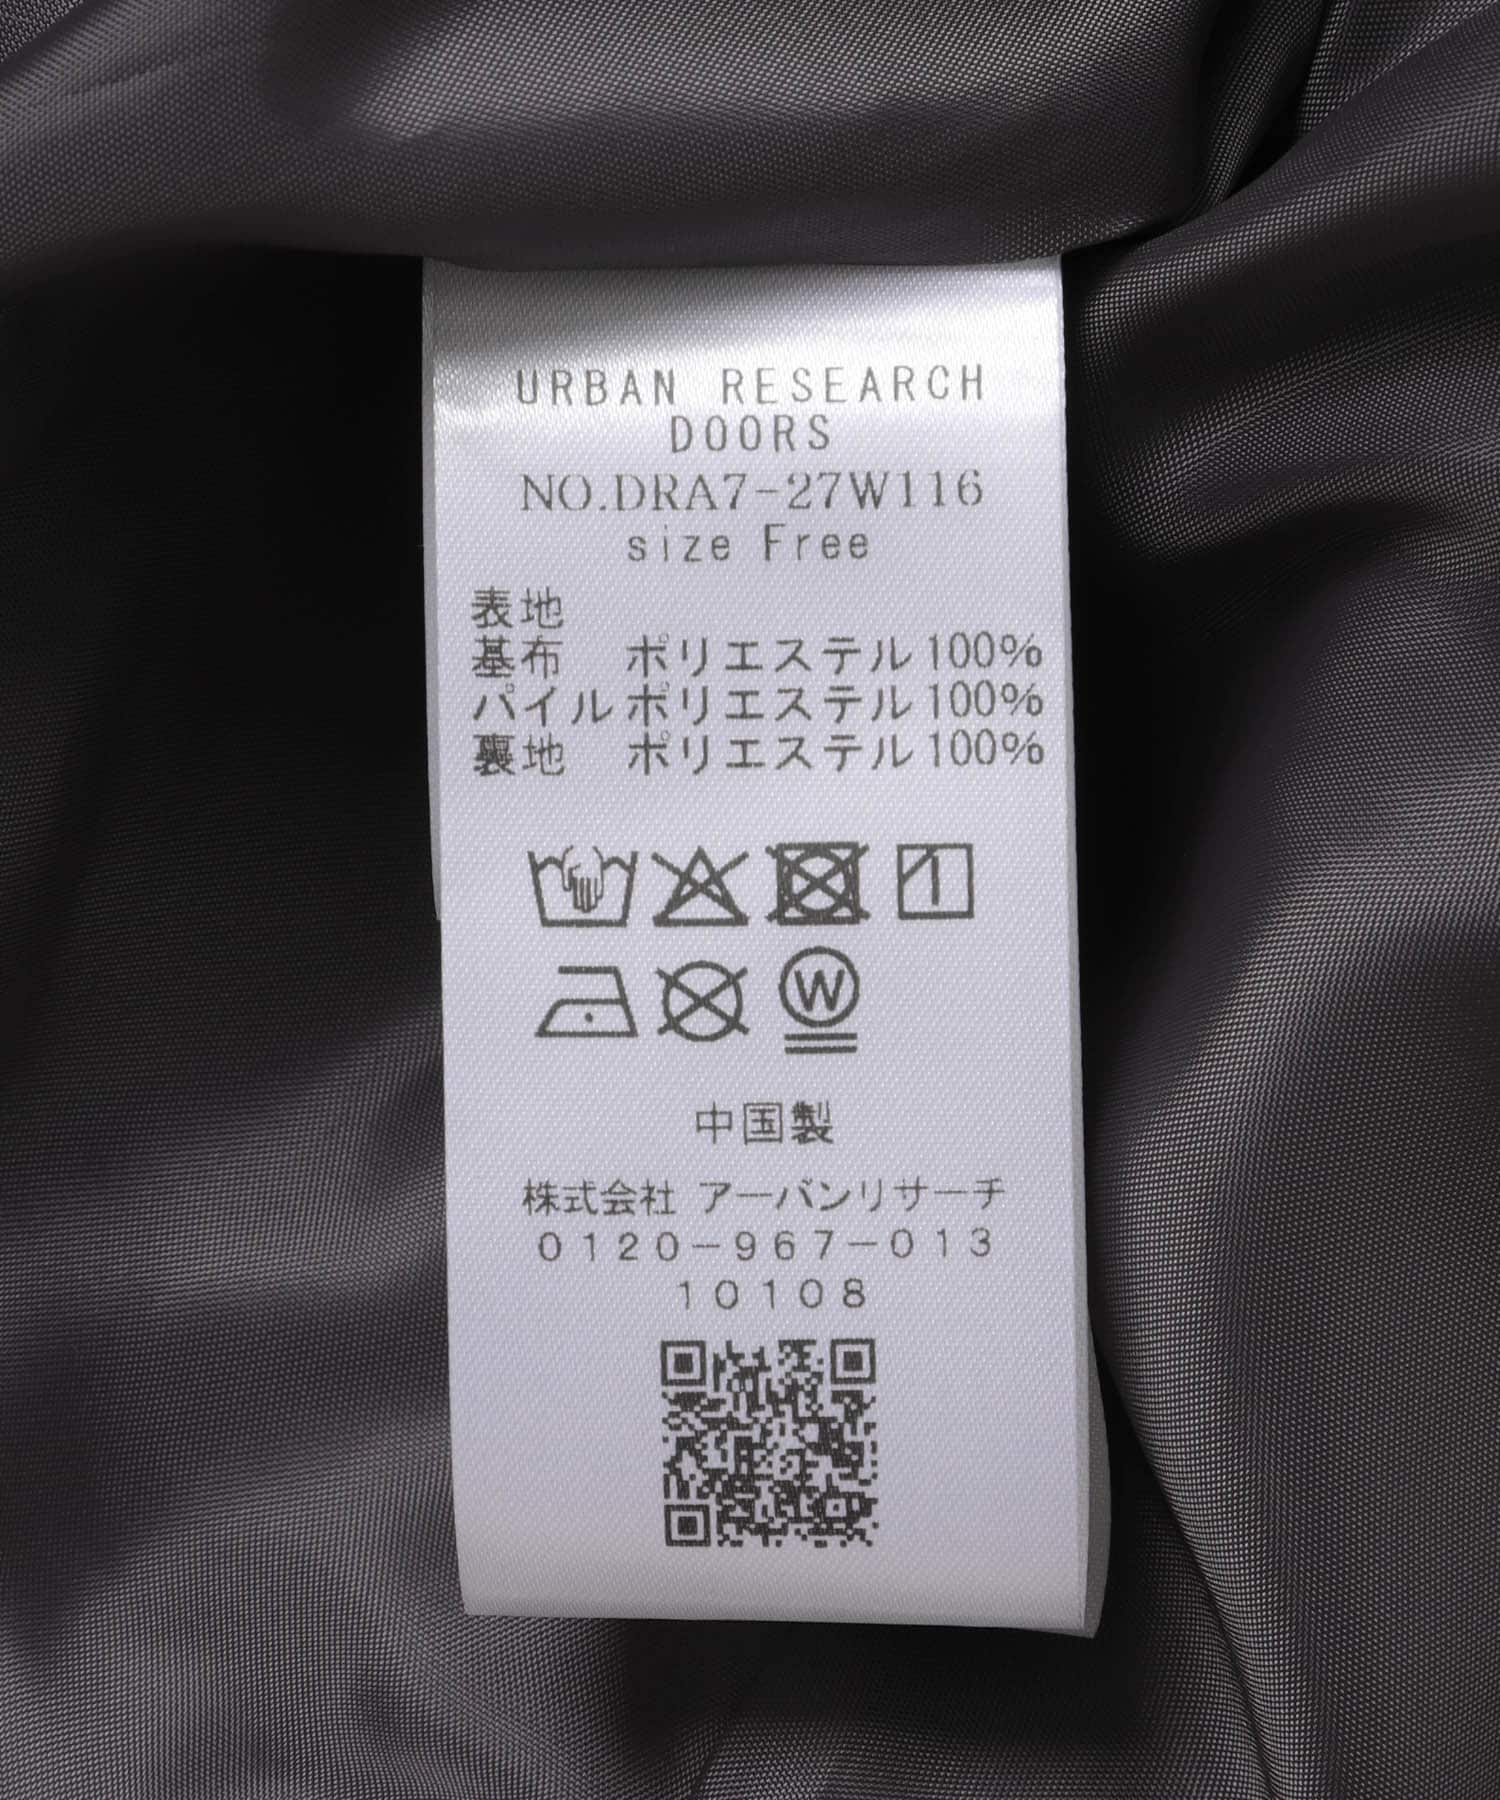 URBAN RESEARCH
DOORS
NO.DRA7-27W116
size Free
表地
基布 ポリエステル100%
パイルポリエステル100%
裏地 ポリエステル100%
W
中国製
株式会社 アーバンリサーチ
0120-967-013
10108